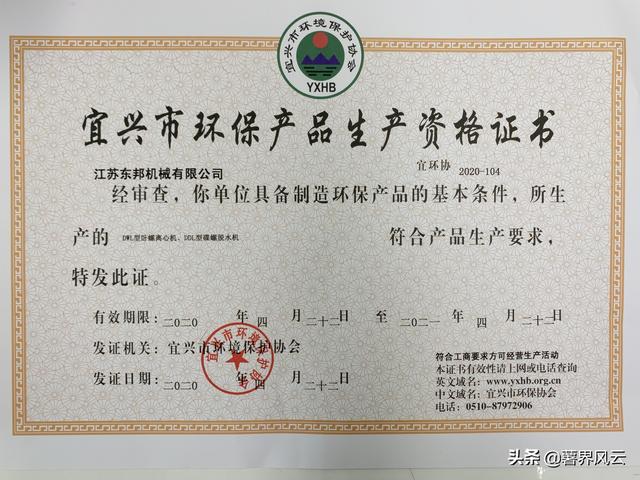 宜兴市环境保护协会
YXHB
宜兴市环保产品生产资格证书
江苏东邦机械有限公司
宜环协 2020-104
经审查，你单位具备制造环保产品的基本条件，所生
产的 DWL型卧螺离心机、DDL型碟螺脱水机 符合产品生产要求，
特发此证。
有效期限：二〇二〇 年 四 月 二十二 日 至 二〇二一 年 四 月 二十二 日
发证机关：宜兴市环境保护协会
发证日期：二〇二〇 年 四 月 二十二 日
宜兴市环境保护协会
符合工商要求方可经营生产活动
本证书有效性请上网或电话查询
英文域名：www.yxhb.org.cn
中文域名：宜兴市环保协会
电话：0510-87972906
头条 @薯界风云